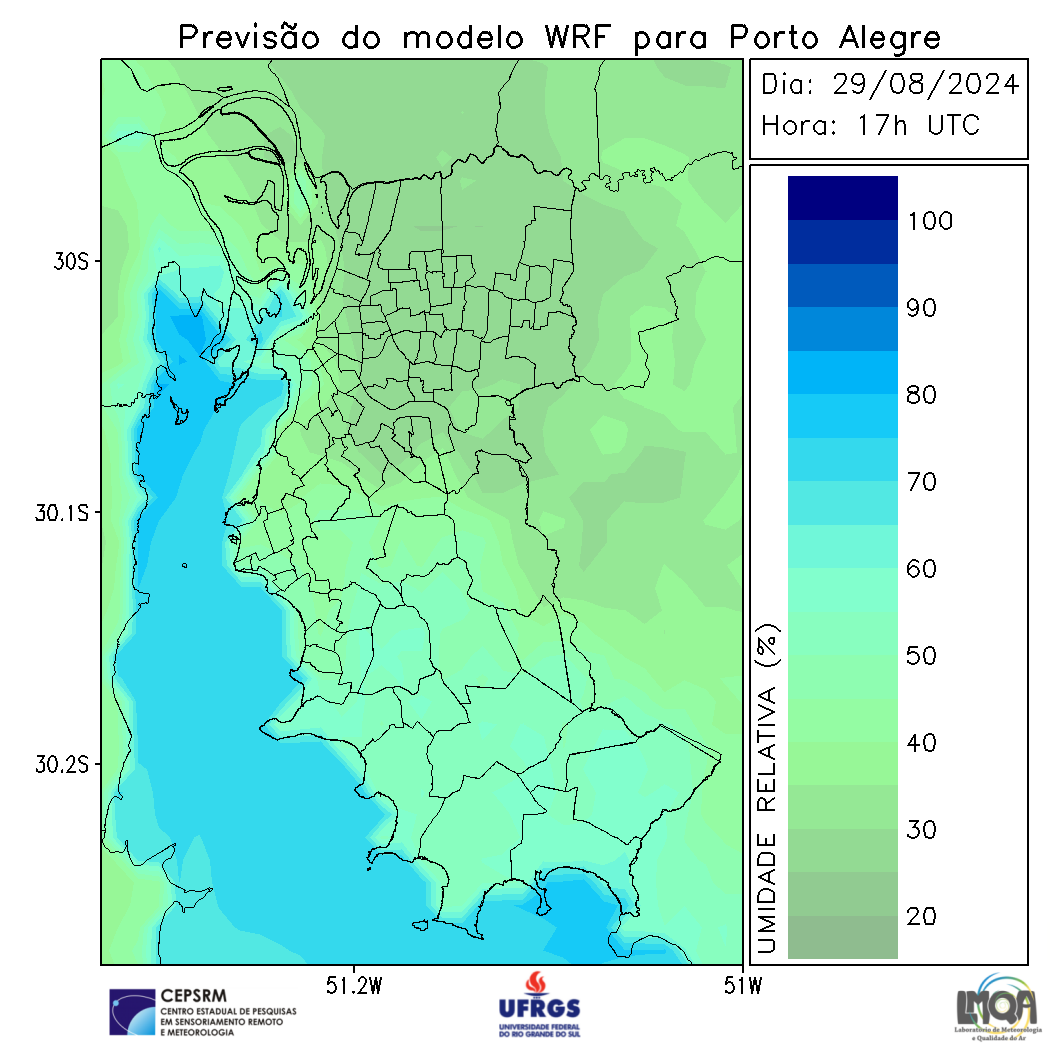 Previsão do modelo WRF para Porto Alegre
Dia: 29/08/2024
Hora: 17h UTC
100
90
80
70
60
50
40
30
20
UMIDADE RELATIVA (%)
30S
30.1S
30.2S
51.2W
51W
CEPSRM
CENTRO ESTADUAL DE PESQUISAS
EM SENSORIAMENTO REMOTO
E METEOROLOGIA
UFRGS
UNIVERSIDADE FEDERAL
DO RIO GRANDE DO SUL
LMQA
Laboratório de Meteorologia
e Qualidade do Ar